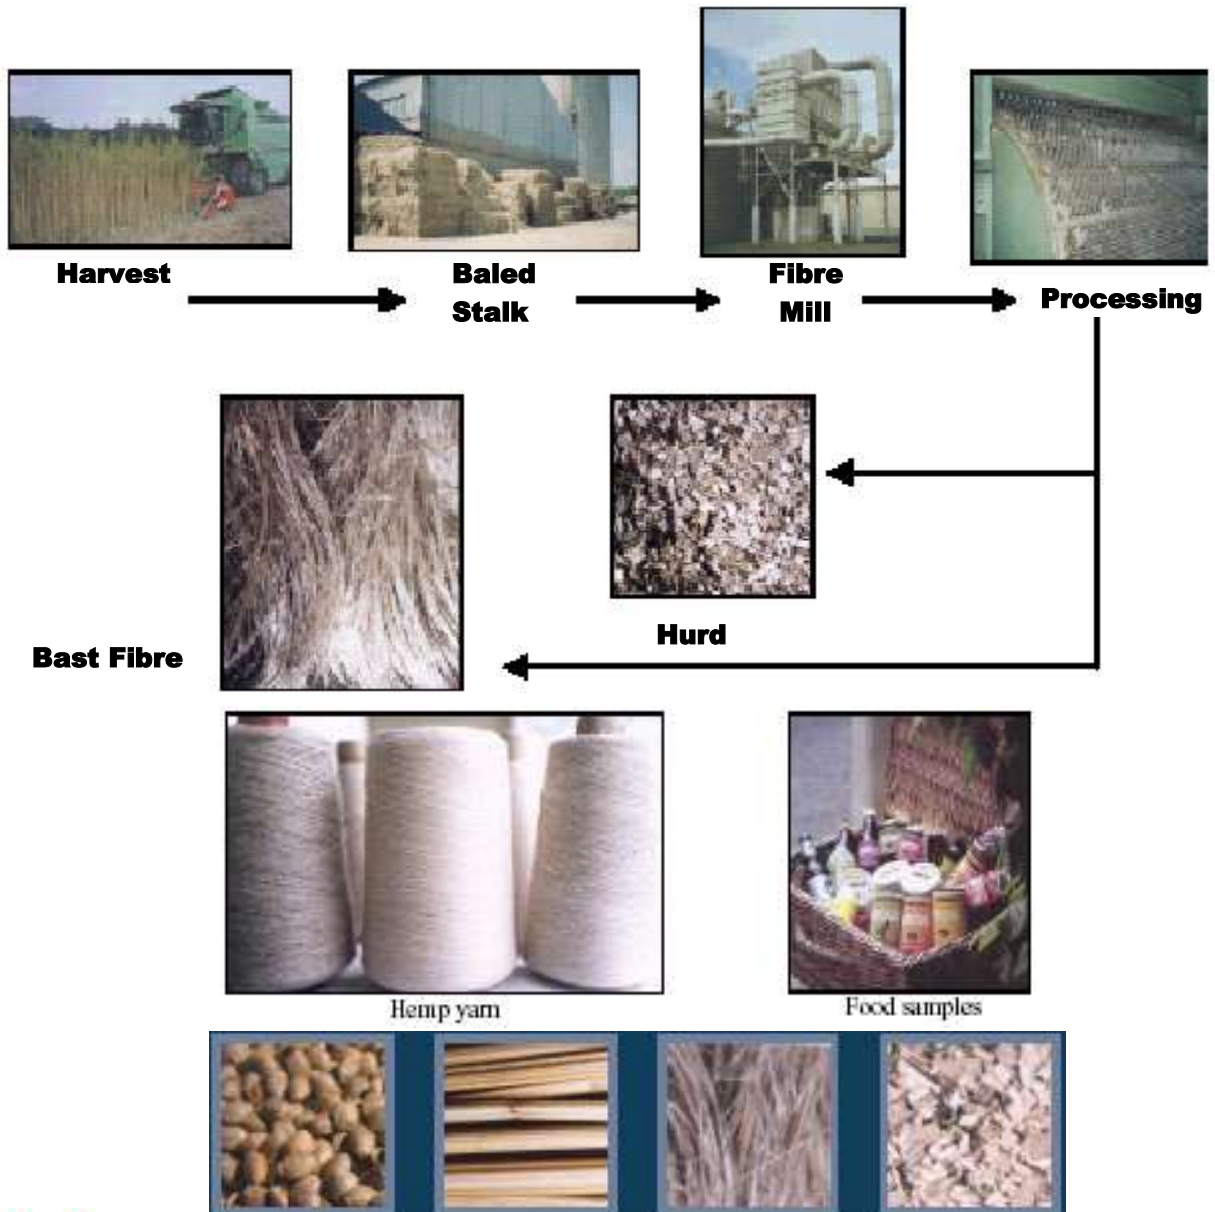 Harvest
Baled
Stalk
Fibre
Mill
Processing
Hurd
Bast Fibre
Hemp yarn
Food samples